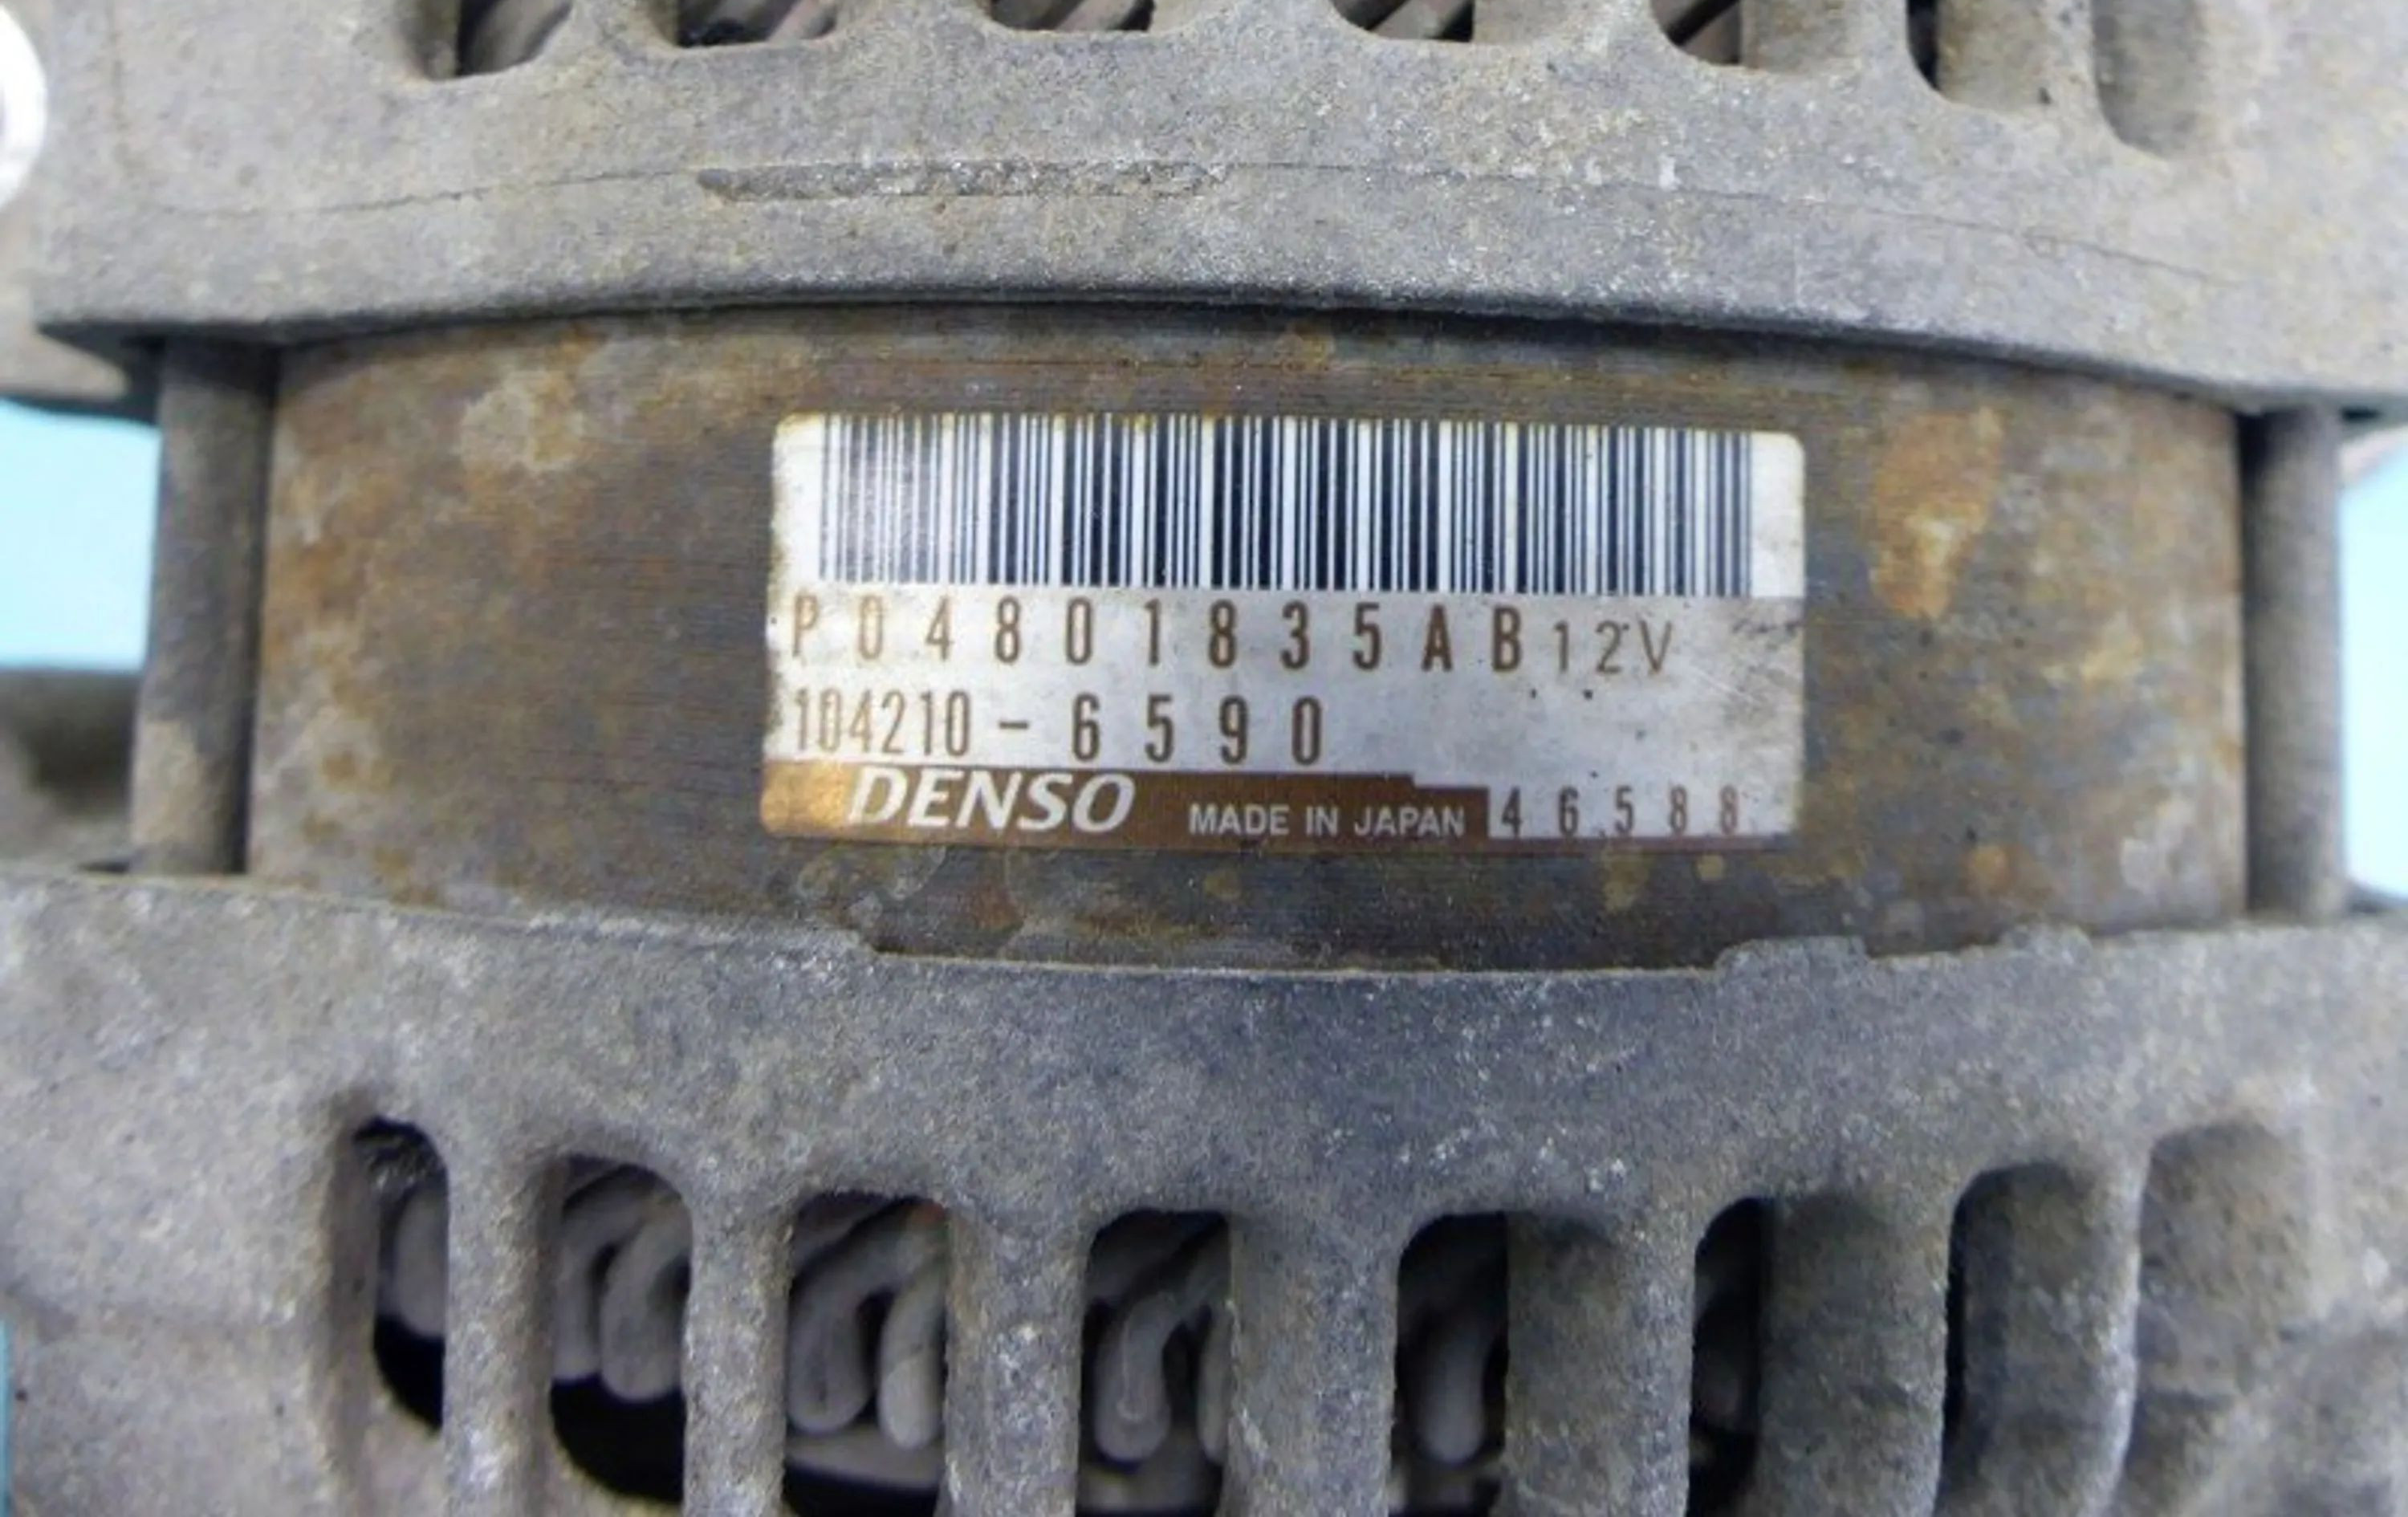 P04801835AB 12V
104210-6590
DENSO MADE IN JAPAN 46588